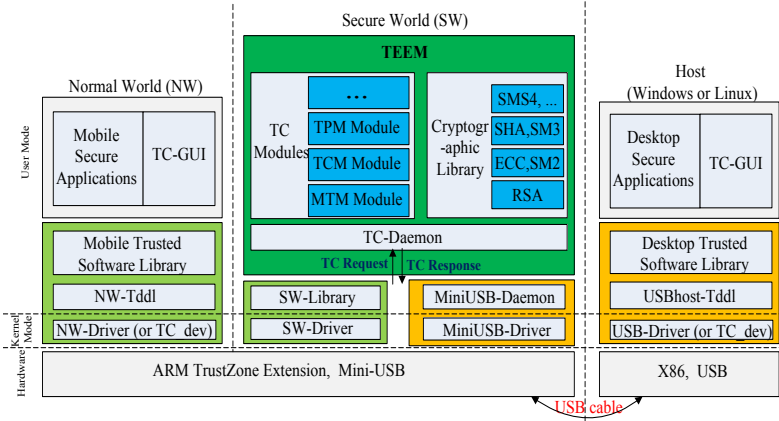 Secure World (SW)
TEEM
Normal World (NW)
Host
(Windows or Linux)
User Mode
Mobile
Secure
Applications
TC-GUI
TC
Modules
...
TPM Module
TCM Module
MTM Module
Cryptogr
-aphic
Library
SMS4, ...
SHA,SM3
ECC,SM2
RSA
Desktop
Secure
Applications
TC-GUI
TC-Daemon
TC Request
TC Response
Mobile Trusted
Software Library
NW-Tddl
SW-Library
MiniUSB-Daemon
Desktop Trusted
Software Library
USBhost-Tddl
Kernel
Mode
NW-Driver (or TC_dev)
SW-Driver
MiniUSB-Driver
USB-Driver (or TC_dev)
Hardware
ARM TrustZone Extension, Mini-USB
X86, USB
USB cable